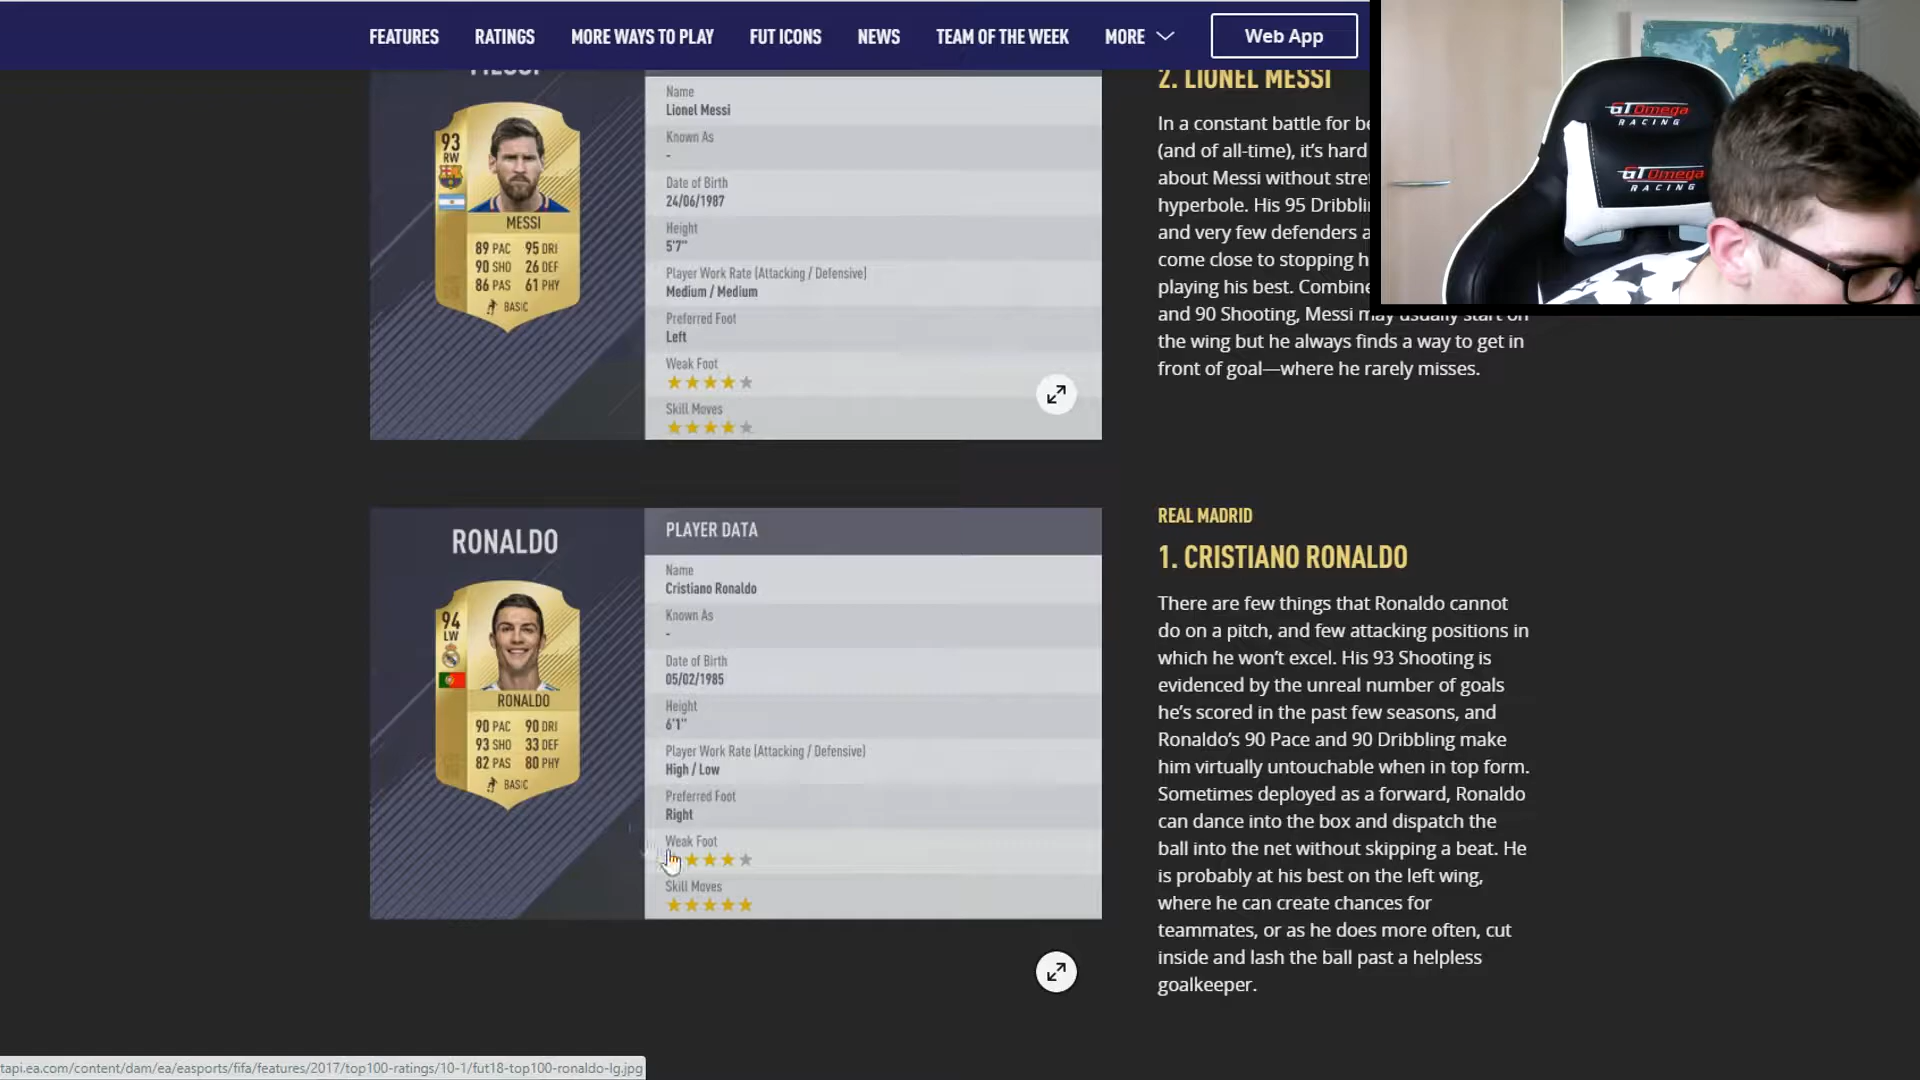 FEATURES RATINGS MORE WAYS TO PLAY FUT ICONS NEWS TEAM OF THE WEEK MORE Web App
MESSI
93
RW
MESSI
89 PAC 95 DRI
90 SHO 26 DEF
86 PAS 61 PHY
BASIC
Name
Lionel Messi
Known As
-
Date of Birth
24/06/1987
Height
5'7"
Player Work Rate (Attacking / Defensive)
Medium / Medium
Preferred Foot
Left
Weak Foot
Skill Moves
2. LIONEL MESSI
In a constant battle for be
(and of all-time), it's hard
about Messi without stre
hyperbole. His 95 Dribbli
and very few defenders a
come close to stopping h
playing his best. Combine
and 90 Shooting, Messi may usually start on
the wing but he always finds a way to get in
front of goal—where he rarely misses.
GTOmega
RACING
GTOmega
RACING
RONALDO
94
LW
RONALDO
90 PAC 90 DRI
93 SHO 33 DEF
82 PAS 80 PHY
BASIC
PLAYER DATA
Name
Cristiano Ronaldo
Known As
-
Date of Birth
05/02/1985
Height
6'1"
Player Work Rate (Attacking / Defensive)
High / Low
Preferred Foot
Right
Weak Foot
Skill Moves
REAL MADRID
1. CRISTIANO RONALDO
There are few things that Ronaldo cannot
do on a pitch, and few attacking positions in
which he won't excel. His 93 Shooting is
evidenced by the unreal number of goals
he's scored in the past few seasons, and
Ronaldo's 90 Pace and 90 Dribbling make
him virtually untouchable when in top form.
Sometimes deployed as a forward, Ronaldo
can dance into the box and dispatch the
ball into the net without skipping a beat. He
is probably at his best on the left wing,
where he can create chances for
teammates, or as he does more often, cut
inside and lash the ball past a helpless
goalkeeper.
tapi.ea.com/content/dam/ea/easports/fifa/features/2017/top100-ratings/10-1/fut18-top100-ronaldo-lg.jpg